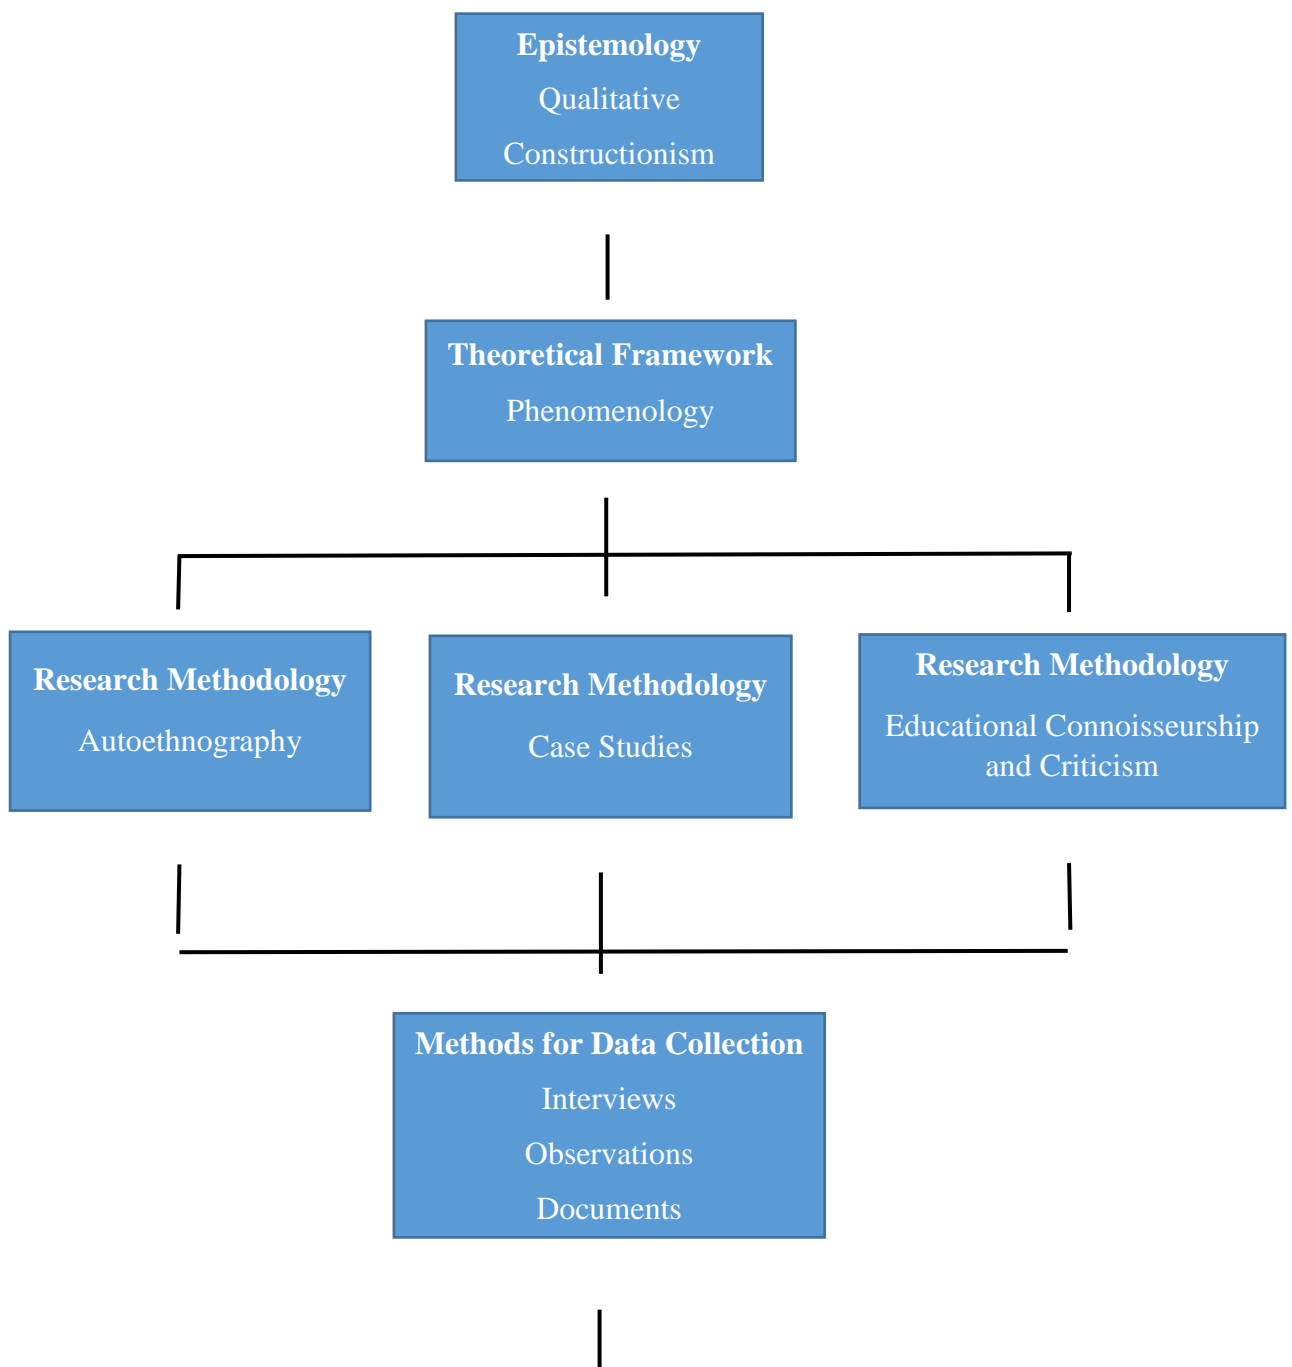 Epistemology
Qualitative
Constructionism
Theoretical Framework
Phenomenology
Research Methodology
Autoethnography
Research Methodology
Case Studies
Research Methodology
Educational Connoisseurship
and Criticism
Methods for Data Collection
Interviews
Observations
Documents